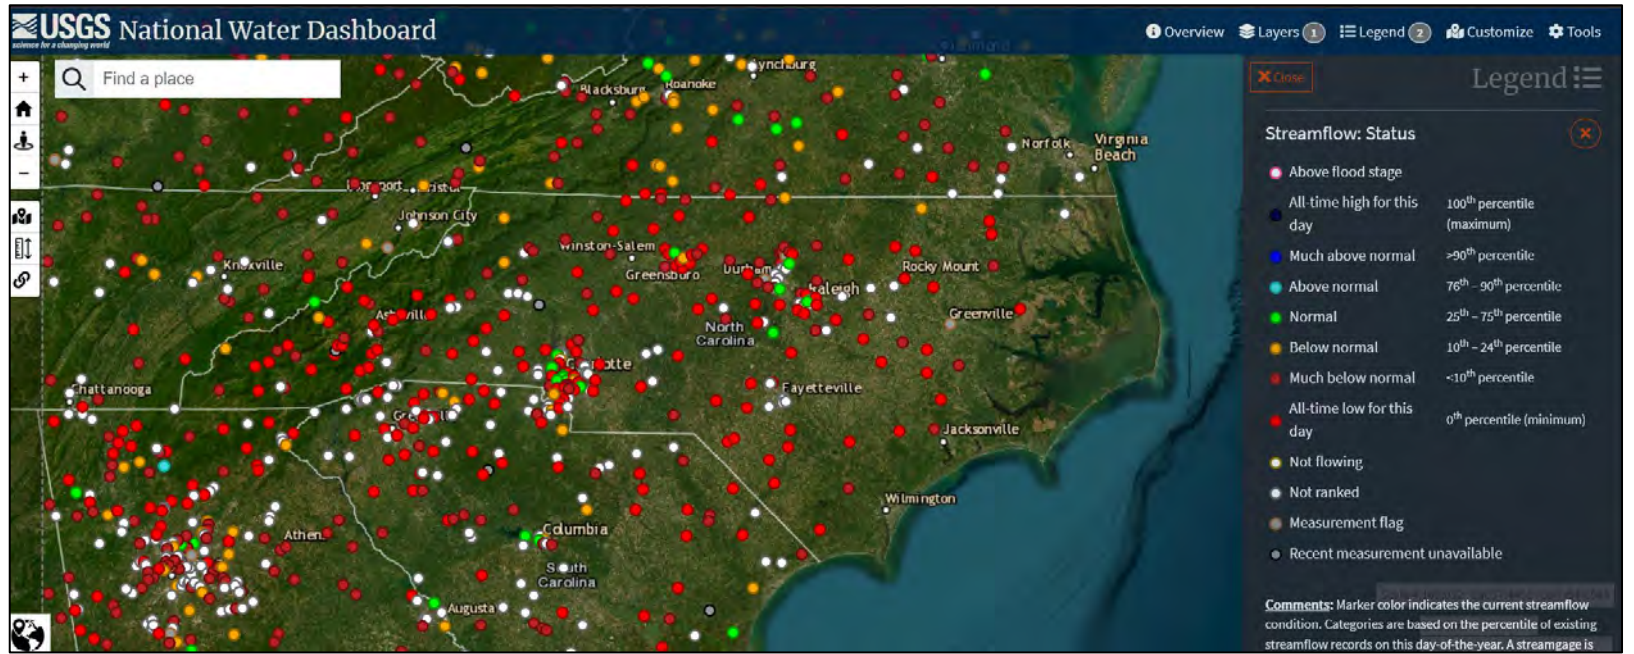 USGS
science for a changing world
National Water Dashboard
Overview
Layers 1
Legend 2
Customize
Tools
+
Find a place
−
Close
Legend
Streamflow: Status
Above flood stage
All-time high for this day 100th percentile (maximum)
Much above normal >90th percentile
Above normal 76th – 90th percentile
Normal 25th – 75th percentile
Below normal 10th – 24th percentile
Much below normal <10th percentile
All-time low for this day 0th percentile (minimum)
Not flowing
Not ranked
Measurement flag
Recent measurement unavailable
Comments: Marker color indicates the current streamflow
condition. Categories are based on the percentile of existing
streamflow records on this day-of-the-year. A streamgage is
Blacksburg
Roanoke
Norfolk
Virginia
Beach
Johnson City
Knoxville
Winston-Salem
Greensboro
Durham
Raleigh
Rocky Mount
Greenville
North
Carolina
Chattanooga
Fayetteville
Jacksonville
Wilmington
Columbia
South
Carolina
Augusta